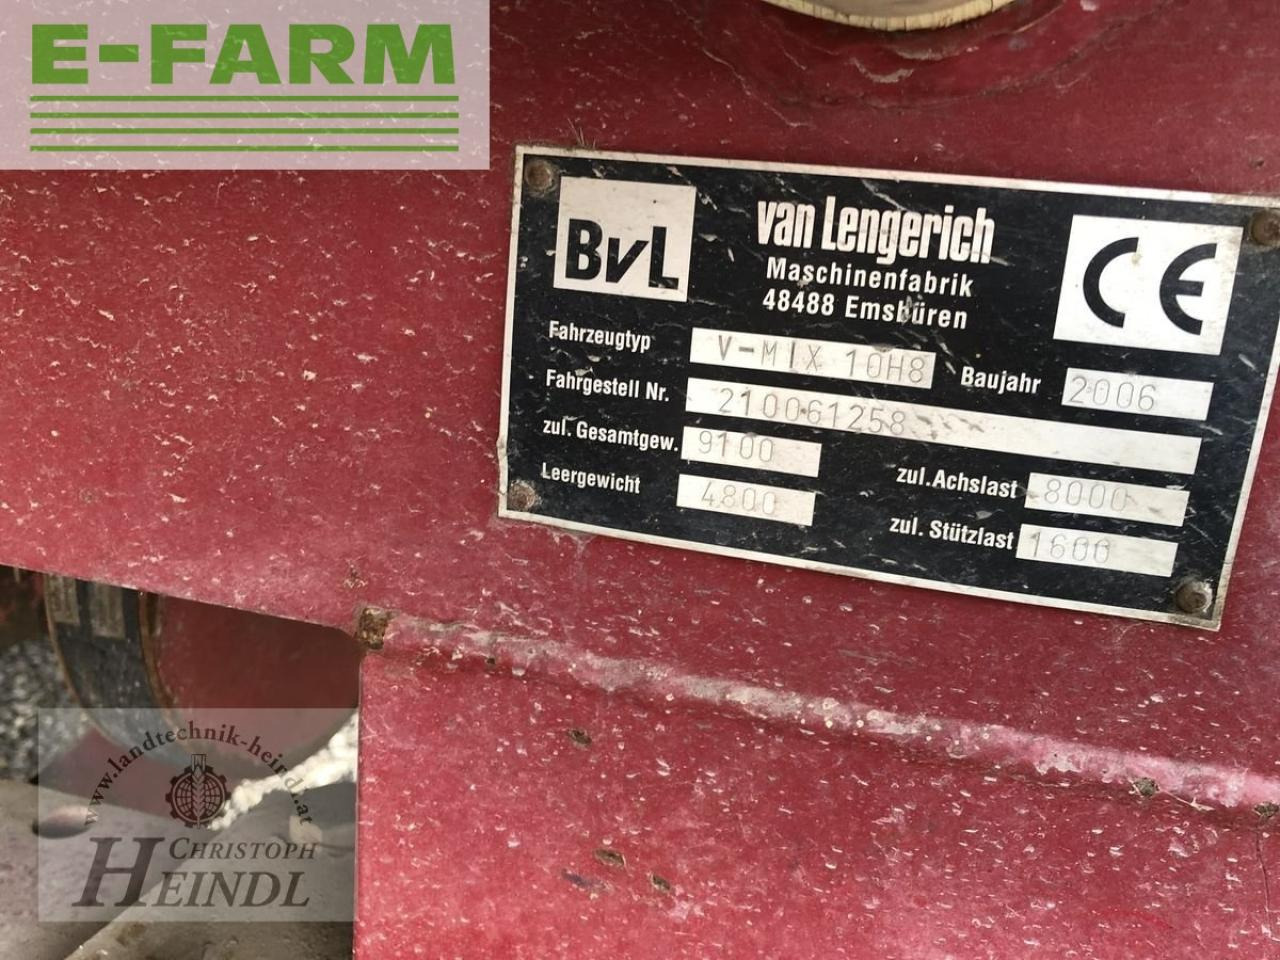 E-FARM
BvL
van Lengerich
Maschinenfabrik
48488 Emsbüren
CE
Fahrzeugtyp V-MIX 10H8 Baujahr 2006
Fahrgestell Nr. 210061258
zul. Gesamtgew. 9100 zul. Achslast 8000
Leergewicht 4800 zul. Stützlast 1600
www.landtechnik-heindl.at
CHRISTOPH
HEINDL